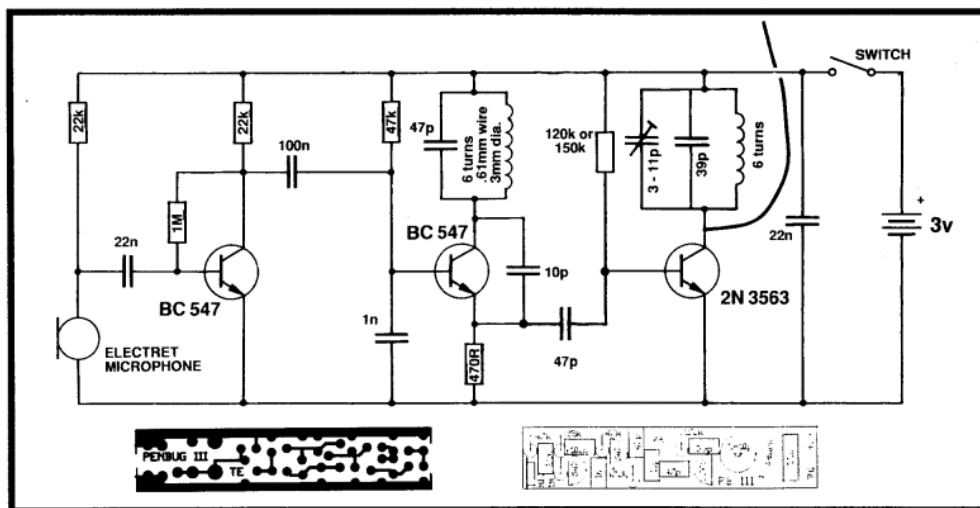 SWITCH
22k
22k
47k
47p
6 turns
.61mm wire
3mm dia.
120k or
150k
3 - 11p
39p
6 turns
100n
1M
22n
BC 547
BC 547
10p
2N 3563
22n
+
3v
ELECTRET
MICROPHONE
1n
470R
47p
PENBUG III
TE